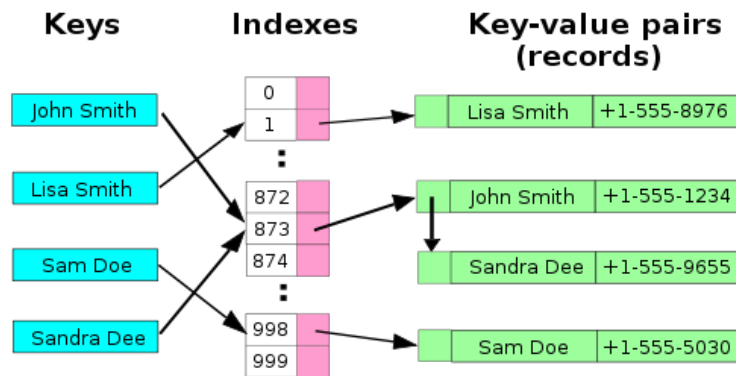 Keys
Indexes
Key-value pairs
(records)
John Smith
Lisa Smith
Sam Doe
Sandra Dee
0
1
:
872
873
874
:
998
999
Lisa Smith +1-555-8976
John Smith +1-555-1234
Sandra Dee +1-555-9655
Sam Doe +1-555-5030